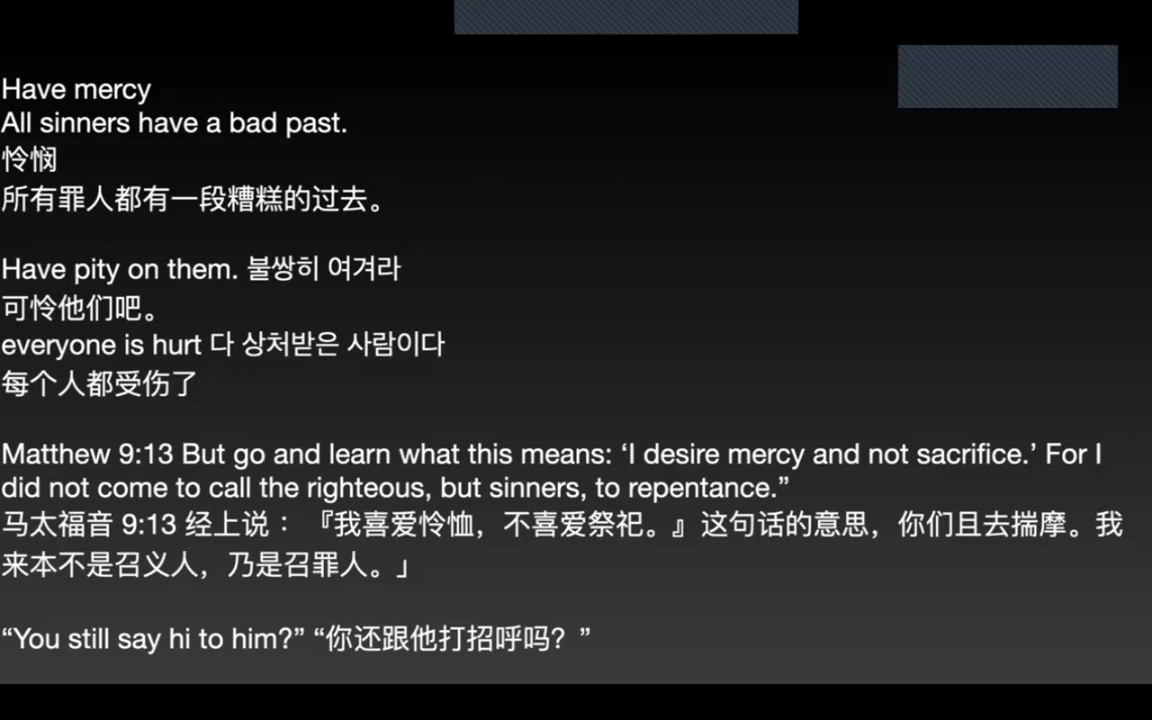 Have mercy
All sinners have a bad past.
怜悯
所有罪人都有一段糟糕的过去。
Have pity on them. 불쌍히 여겨라
可怜他们吧。
everyone is hurt 다 상처받은 사람이다
每个人都受伤了
Matthew 9:13 But go and learn what this means: ‘I desire mercy and not sacrifice.’ For I
did not come to call the righteous, but sinners, to repentance.”
马太福音 9:13 经上说：『我喜爱怜恤，不喜爱祭祀。』这句话的意思，你们且去揣摩。我
来本不是召义人，乃是召罪人。」
“You still say hi to him?” “你还跟他打招呼吗？”